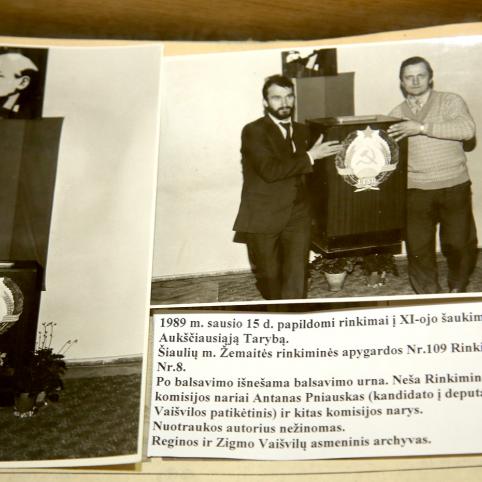 1989 m. sausio 15 d. papildomi rinkimai į XI-ojo šaukim
Aukščiausiąją Tarybą.
Šiaulių m. Žemaitės rinkiminės apygardos Nr.109 Rinki
Nr.8.
Po balsavimo išnešama balsavimo urna. Neša Rinkimin
komisijos nariai Antanas Pniauskas (kandidato į deputa
Vaišvilos patikėtinis) ir kitas komisijos narys.
Nuotraukos autorius nežinomas.
Reginos ir Zigmo Vaišvilų asmeninis archyvas.